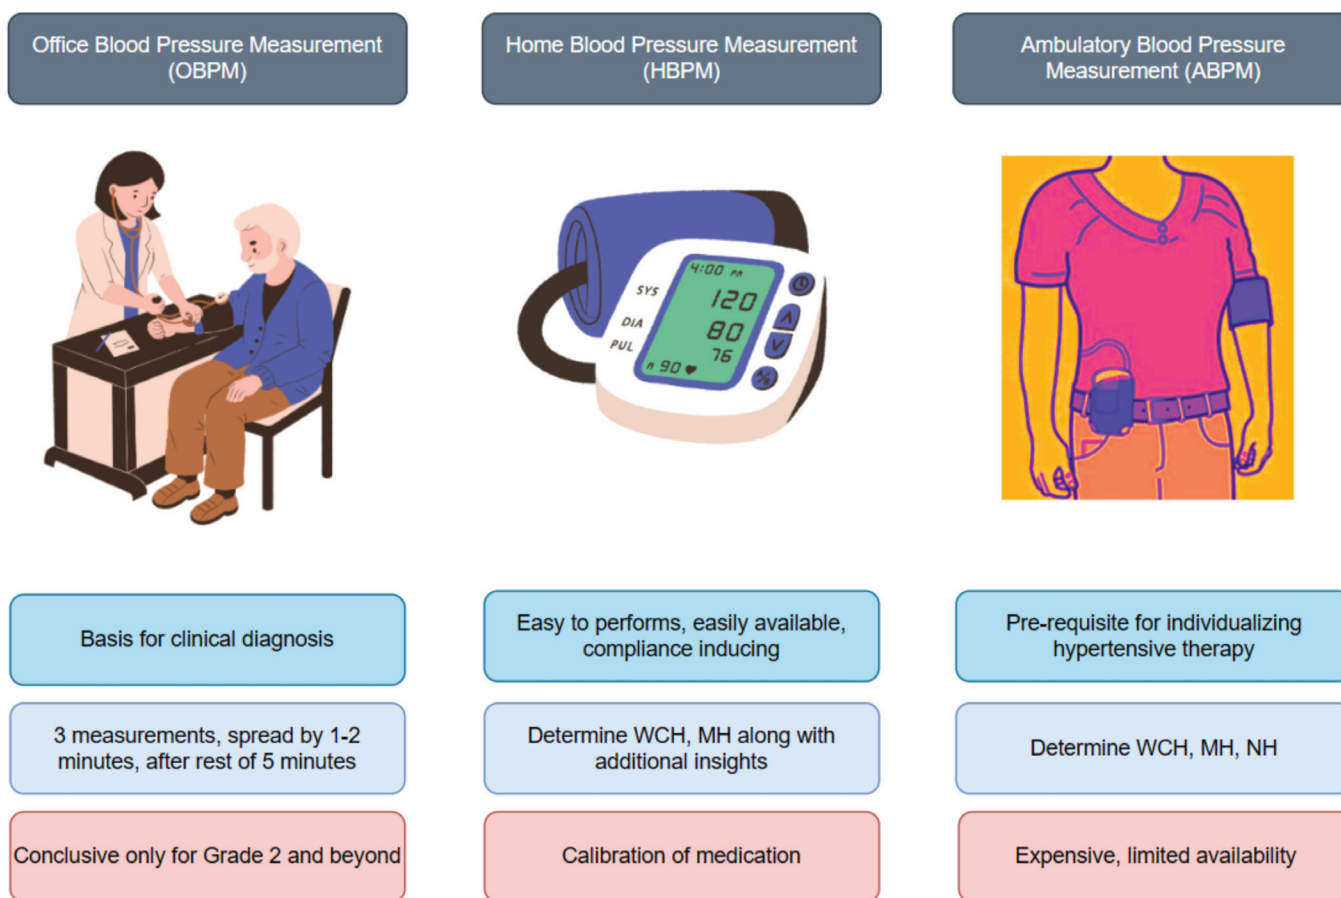 Office Blood Pressure Measurement
(OBPM)
Home Blood Pressure Measurement
(HBPM)
Ambulatory Blood Pressure
Measurement (ABPM)
4:00 PM
SYS
120
DIA
80
PUL
76
90
Basis for clinical diagnosis
Easy to performs, easily available,
compliance inducing
Pre-requisite for individualizing
hypertensive therapy
3 measurements, spread by 1-2
minutes, after rest of 5 minutes
Determine WCH, MH along with
additional insights
Determine WCH, MH, NH
Conclusive only for Grade 2 and beyond
Calibration of medication
Expensive, limited availability